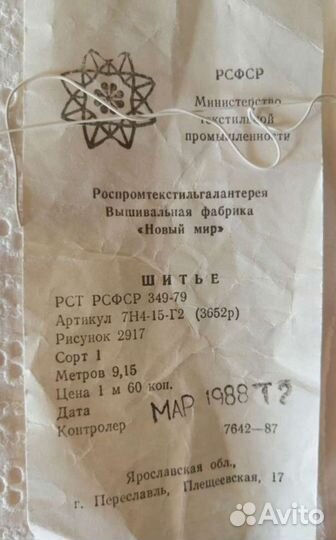 РСФСР
Министерство
текстильной
промышленности
Роспромтекстильгалантерея
Вышивальная фабрика
«Новый мир»
ШИТЬЕ
РСТ РСФСР 349-79
Артикул 7Н4-15-Г2 (3652р)
Рисунок 2917
Сорт 1
Метров 9,15
Цена 1 м 60 коп.
Дата МАР 1988
Контролер 7642—87
Ярославская обл.,
г. Переславль, Плещеевская, 17
Avito